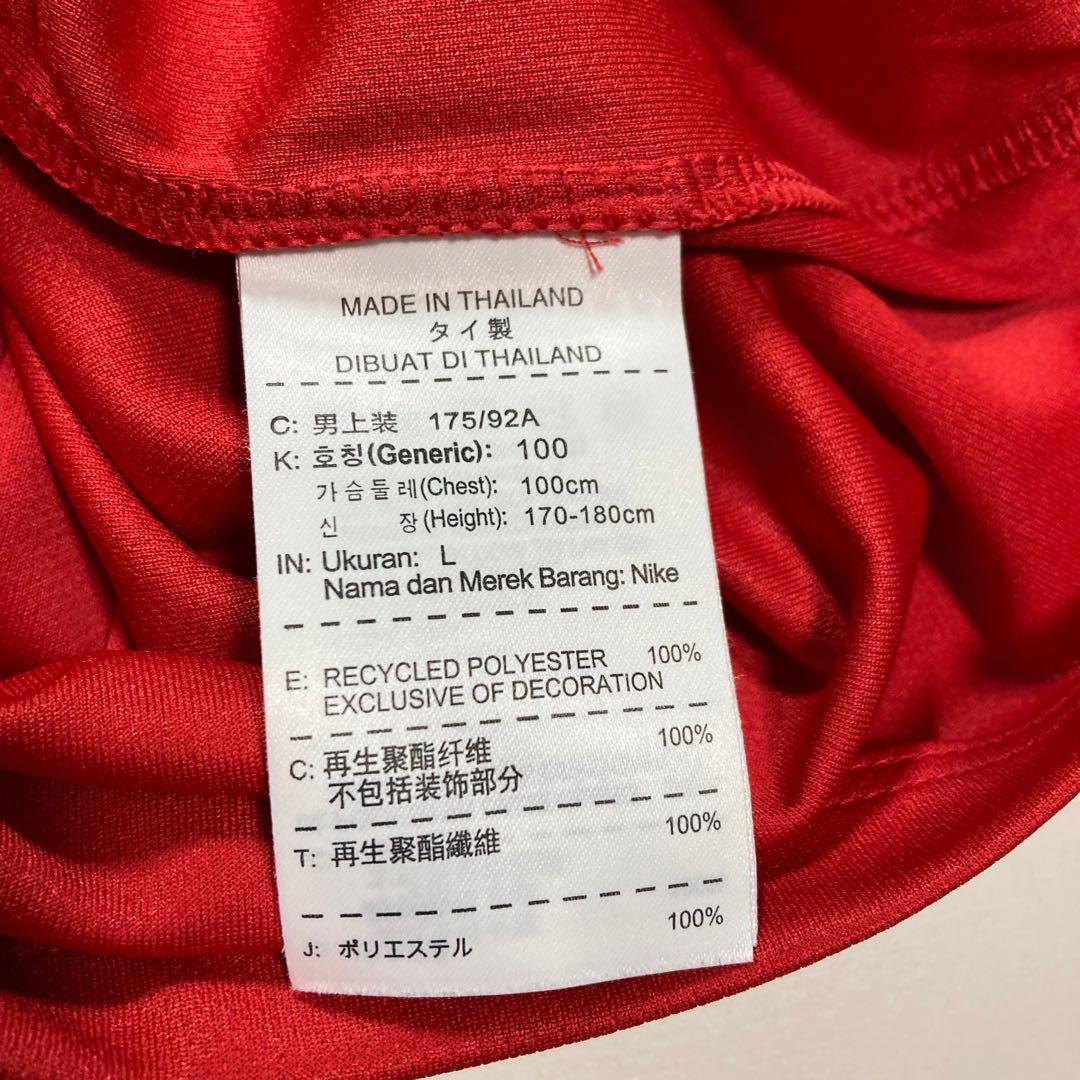 MADE IN THAILAND
タイ製
DIBUAT DI THAILAND
C: 男上装 175/92A
K: 호칭(Generic): 100
가슴둘레(Chest): 100cm
신 장(Height): 170-180cm
IN: Ukuran: L
Nama dan Merek Barang: Nike
E: RECYCLED POLYESTER 100%
EXCLUSIVE OF DECORATION
C: 再生聚酯纤维 100%
不包括装饰部分
T: 再生聚酯纖維 100%
J: ポリエステル 100%